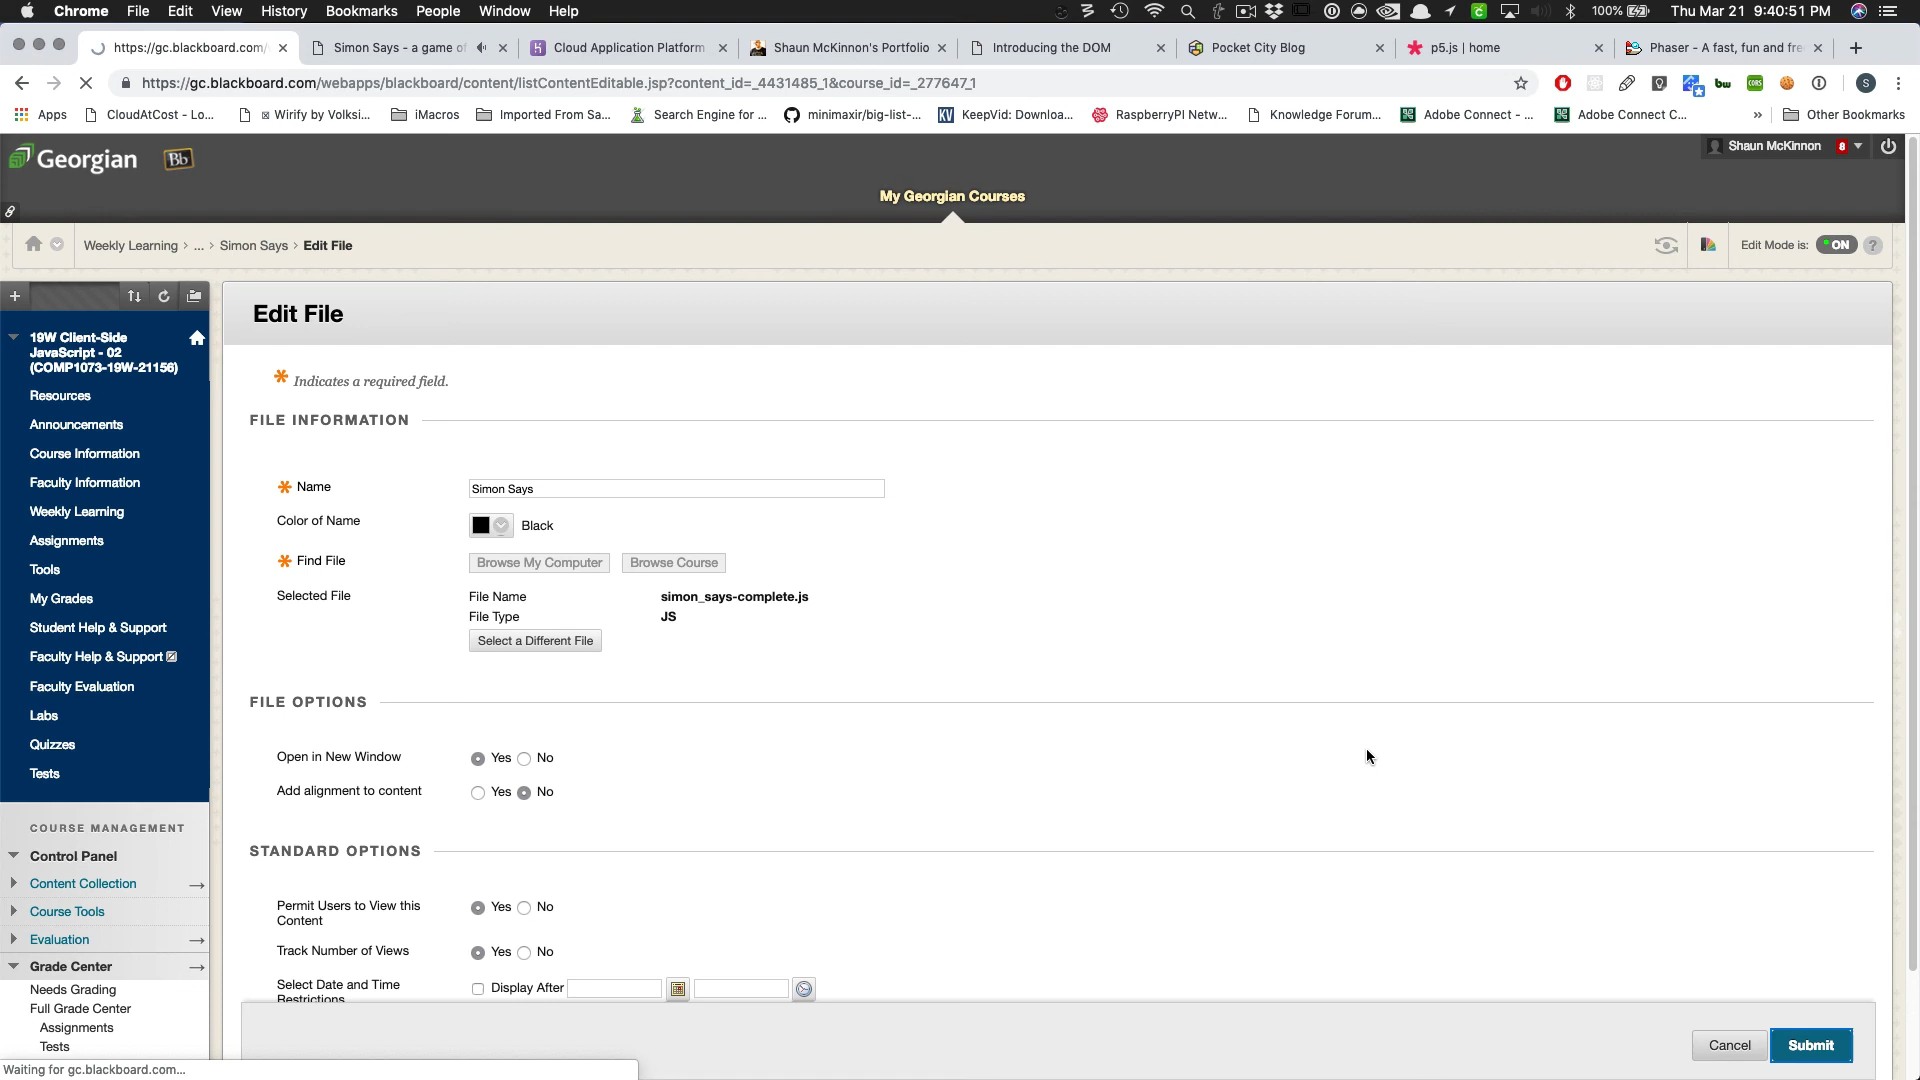 Chrome File Edit View History Bookmarks People Window Help 100% Thu Mar 21 9:40:51 PM
https://gc.blackboard.com/ Simon Says - a game of Cloud Application Platform Shaun McKinnon's Portfolio Introducing the DOM Pocket City Blog p5.js | home Phaser - A fast, fun and fre
https://gc.blackboard.com/webapps/blackboard/content/listContentEditable.jsp?content_id=_4431485_1&course_id=_277647_1
Apps CloudAtCost - Lo... Wirify by Volksi... iMacros Imported From Sa... Search Engine for ... minimaxir/big-list-... KeepVid: Downloa... RaspberryPI Netw... Knowledge Forum... Adobe Connect - ... Adobe Connect C... » Other Bookmarks
Georgian Bb Shaun McKinnon 8
My Georgian Courses
Weekly Learning > ... > Simon Says > Edit File Edit Mode is: ON ?
Edit File
19W Client-Side
JavaScript - 02
(COMP1073-19W-21156)
Resources
Announcements
Course Information
Faculty Information
Weekly Learning
Assignments
Tools
My Grades
Student Help & Support
Faculty Help & Support
Faculty Evaluation
Labs
Quizzes
Tests
COURSE MANAGEMENT
Control Panel
Content Collection →
Course Tools
Evaluation →
Grade Center →
Needs Grading
Full Grade Center
Assignments
Tests
* Indicates a required field.
FILE INFORMATION
* Name Simon Says
Color of Name Black
* Find File Browse My Computer Browse Course
Selected File File Name simon_says-complete.js
File Type JS
Select a Different File
FILE OPTIONS
Open in New Window Yes No
Add alignment to content Yes No
STANDARD OPTIONS
Permit Users to View this
Content Yes No
Track Number of Views Yes No
Select Date and Time
Restrictions Display After
Cancel Submit
Waiting for gc.blackboard.com...